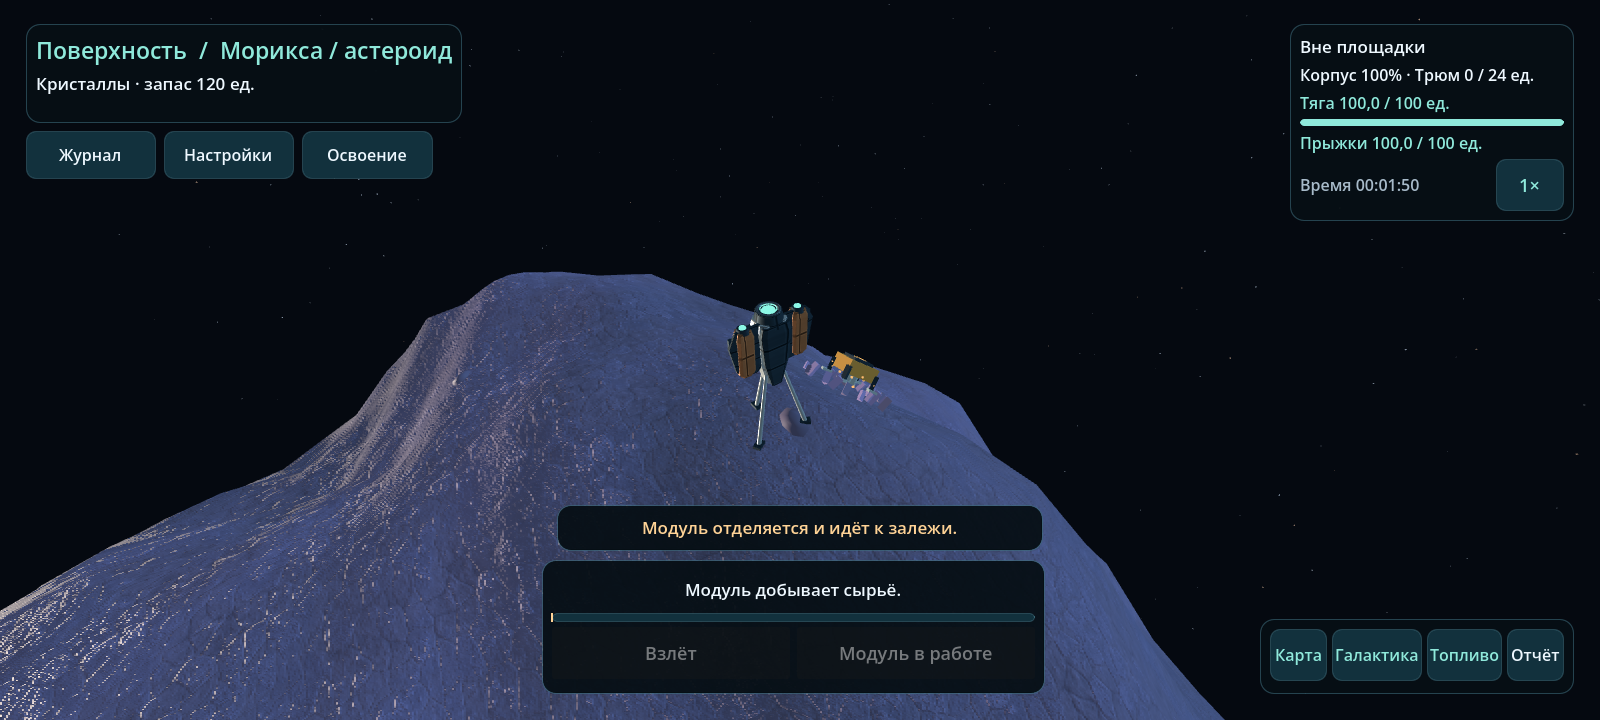 Поверхность / Морикса / астероид
Кристаллы · запас 120 ед.
Журнал
Настройки
Освоение
Вне площадки
Корпус 100% · Трюм 0 / 24 ед.
Тяга 100,0 / 100 ед.
Прыжки 100,0 / 100 ед.
Время 00:01:50
1×
Модуль отделяется и идёт к залежи.
Модуль добывает сырьё.
Взлёт
Модуль в работе
Карта
Галактика
Топливо
Отчёт